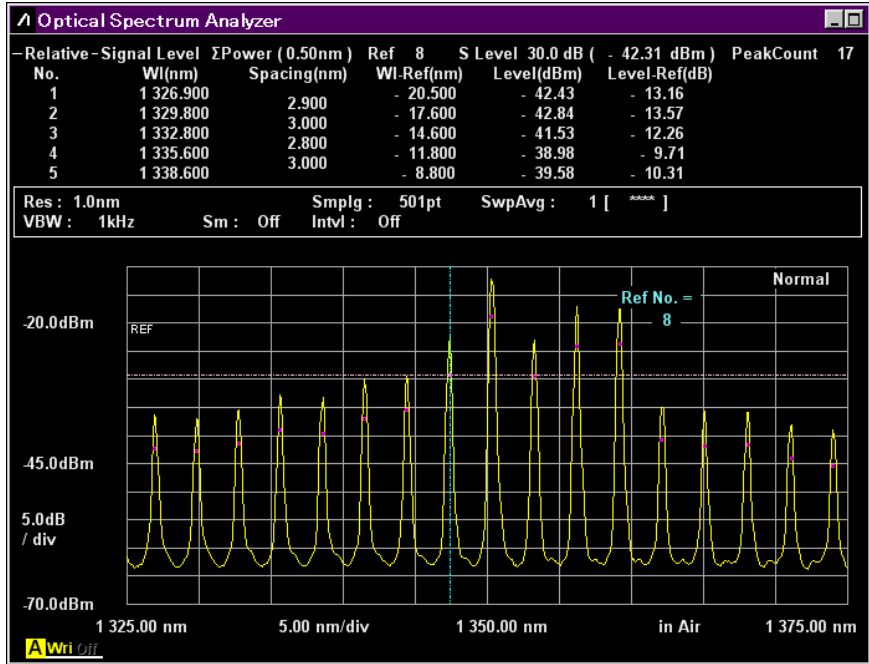 Optical Spectrum Analyzer
-Relative-Signal Level ΣPower ( 0.50nm ) Ref 8 S Level 30.0 dB ( - 42.31 dBm ) PeakCount 17
No. Wl(nm) Spacing(nm) Wl-Ref(nm) Level(dBm) Level-Ref(dB)
1 1 326.900 - 20.500 - 42.43 - 13.16
2.900
2 1 329.800 - 17.600 - 42.84 - 13.57
3.000
3 1 332.800 - 14.600 - 41.53 - 12.26
2.800
4 1 335.600 - 11.800 - 38.98 - 9.71
3.000
5 1 338.600 - 8.800 - 39.58 - 10.31
Res : 1.0nm Smplg : 501pt SwpAvg : 1 [ **** ]
VBW : 1kHz Sm : Off Intvl : Off
Normal
Ref No. =
8
-20.0dBm
REF
-45.0dBm
5.0dB
/ div
-70.0dBm
1 325.00 nm 5.00 nm/div 1 350.00 nm in Air 1 375.00 nm
A Wri Off